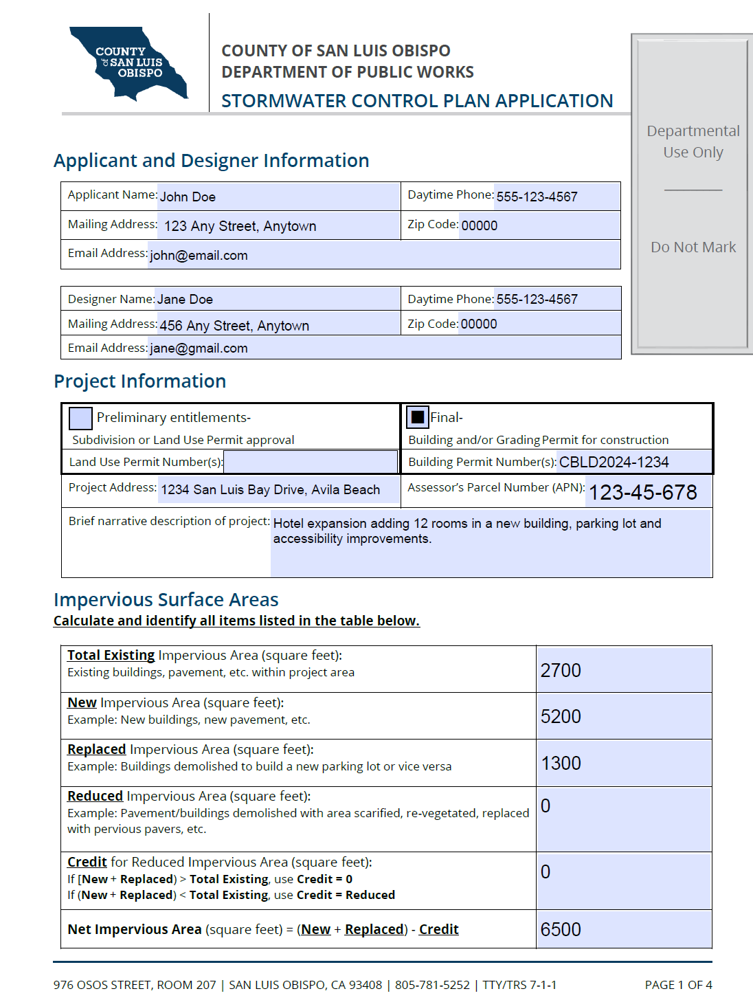 COUNTY
of SAN LUIS
OBISPO
COUNTY OF SAN LUIS OBISPO
DEPARTMENT OF PUBLIC WORKS
STORMWATER CONTROL PLAN APPLICATION
Departmental
Use Only
Do Not Mark
Applicant and Designer Information
Applicant Name: John Doe Daytime Phone: 555-123-4567
Mailing Address: 123 Any Street, Anytown Zip Code: 00000
Email Address: john@email.com
Designer Name: Jane Doe Daytime Phone: 555-123-4567
Mailing Address: 456 Any Street, Anytown Zip Code: 00000
Email Address: jane@gmail.com
Project Information
Preliminary entitlements- Final-
Subdivision or Land Use Permit approval Building and/or Grading Permit for construction
Land Use Permit Number(s): Building Permit Number(s): CBLD2024-1234
Project Address: 1234 San Luis Bay Drive, Avila Beach Assessor's Parcel Number (APN): 123-45-678
Brief narrative description of project: Hotel expansion adding 12 rooms in a new building, parking lot and
accessibility improvements.
Impervious Surface Areas
Calculate and identify all items listed in the table below.
Total Existing Impervious Area (square feet):
Existing buildings, pavement, etc. within project area
2700
New Impervious Area (square feet):
Example: New buildings, new pavement, etc.
5200
Replaced Impervious Area (square feet):
Example: Buildings demolished to build a new parking lot or vice versa
1300
Reduced Impervious Area (square feet):
Example: Pavement/buildings demolished with area scarified, re-vegetated, replaced
with pervious pavers, etc.
0
Credit for Reduced Impervious Area (square feet):
If [New + Replaced) > Total Existing, use Credit = 0
If (New + Replaced) < Total Existing, use Credit = Reduced
0
Net Impervious Area (square feet) = (New + Replaced) - Credit 6500
976 OSOS STREET, ROOM 207 | SAN LUIS OBISPO, CA 93408 | 805-781-5252 | TTY/TRS 7-1-1 PAGE 1 OF 4